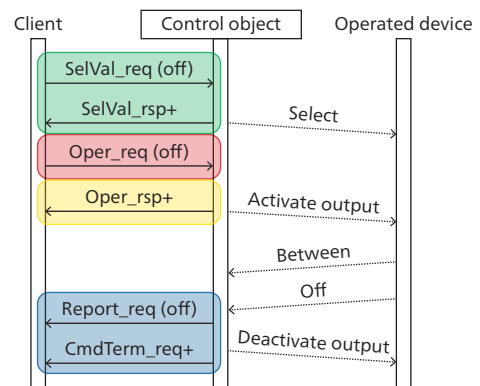 Client
Control object
Operated device
SelVal_req (off)
SelVal_rsp+
Select
Oper_req (off)
Oper_rsp+
Activate output
Between
Off
Report_req (off)
CmdTerm_req+
Deactivate output